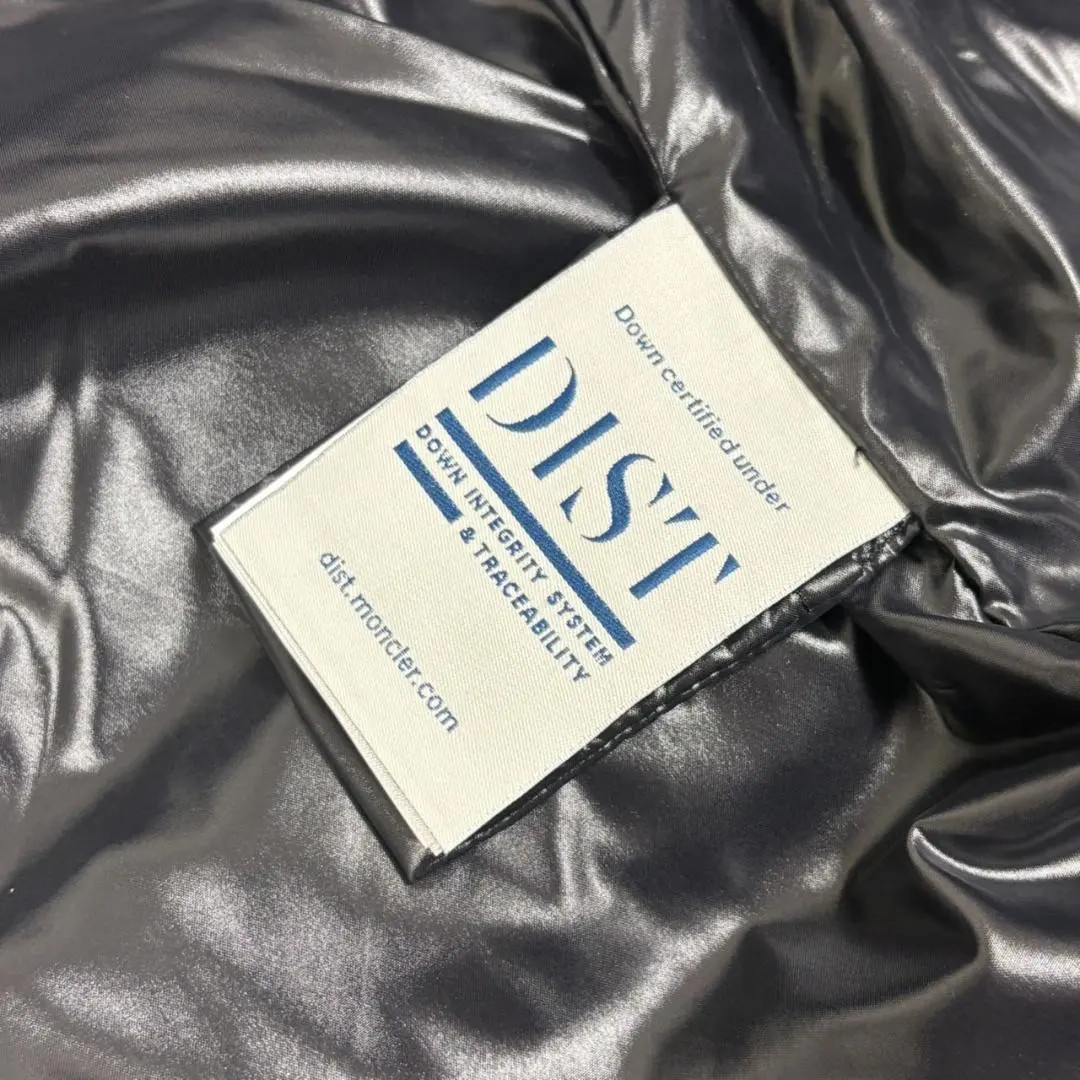 Down certified under
DIST
DOWN INTEGRITY SYSTEM
& TRACEABILITY
dist.moncler.com